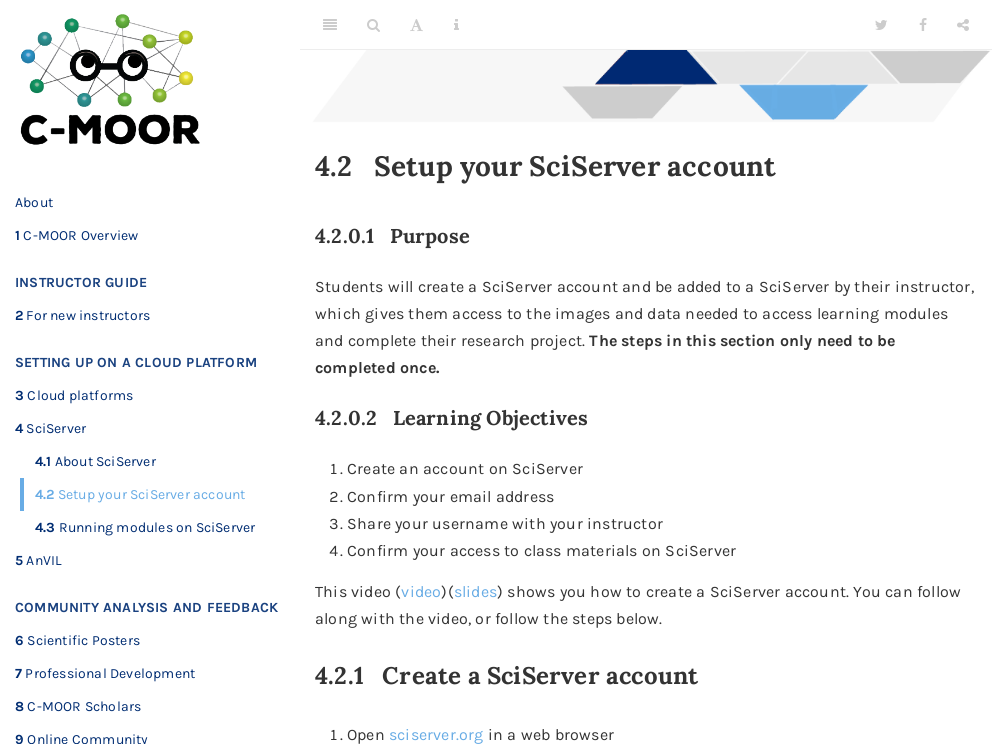 C-MOOR
About
1 C-MOOR Overview
INSTRUCTOR GUIDE
2 For new instructors
SETTING UP ON A CLOUD PLATFORM
3 Cloud platforms
4 SciServer
4.1 About SciServer
4.2 Setup your SciServer account
4.3 Running modules on SciServer
5 AnVIL
COMMUNITY ANALYSIS AND FEEDBACK
6 Scientific Posters
7 Professional Development
8 C-MOOR Scholars
9 Online Community
4.2 Setup your SciServer account
4.2.0.1 Purpose
Students will create a SciServer account and be added to a SciServer by their instructor,
which gives them access to the images and data needed to access learning modules
and complete their research project. The steps in this section only need to be
completed once.
4.2.0.2 Learning Objectives
1. Create an account on SciServer
2. Confirm your email address
3. Share your username with your instructor
4. Confirm your access to class materials on SciServer
This video (video)(slides) shows you how to create a SciServer account. You can follow
along with the video, or follow the steps below.
4.2.1 Create a SciServer account
1. Open sciserver.org in a web browser